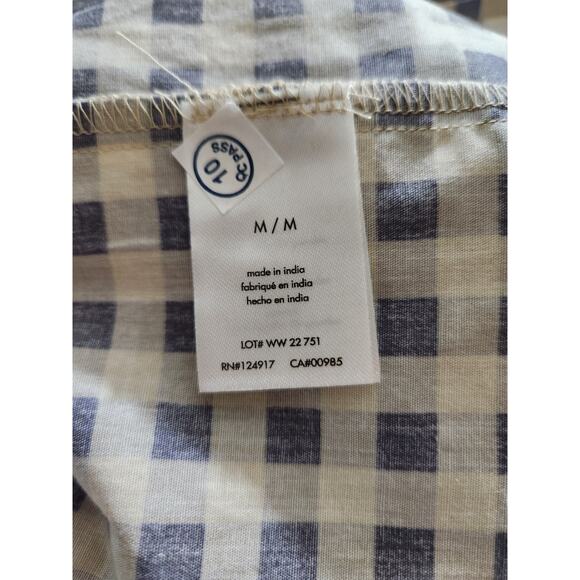 10
QC PASS
M / M
made in india
fabriqué en india
hecho en india
LOT# WW 22 751
RN#124917 CA#00985